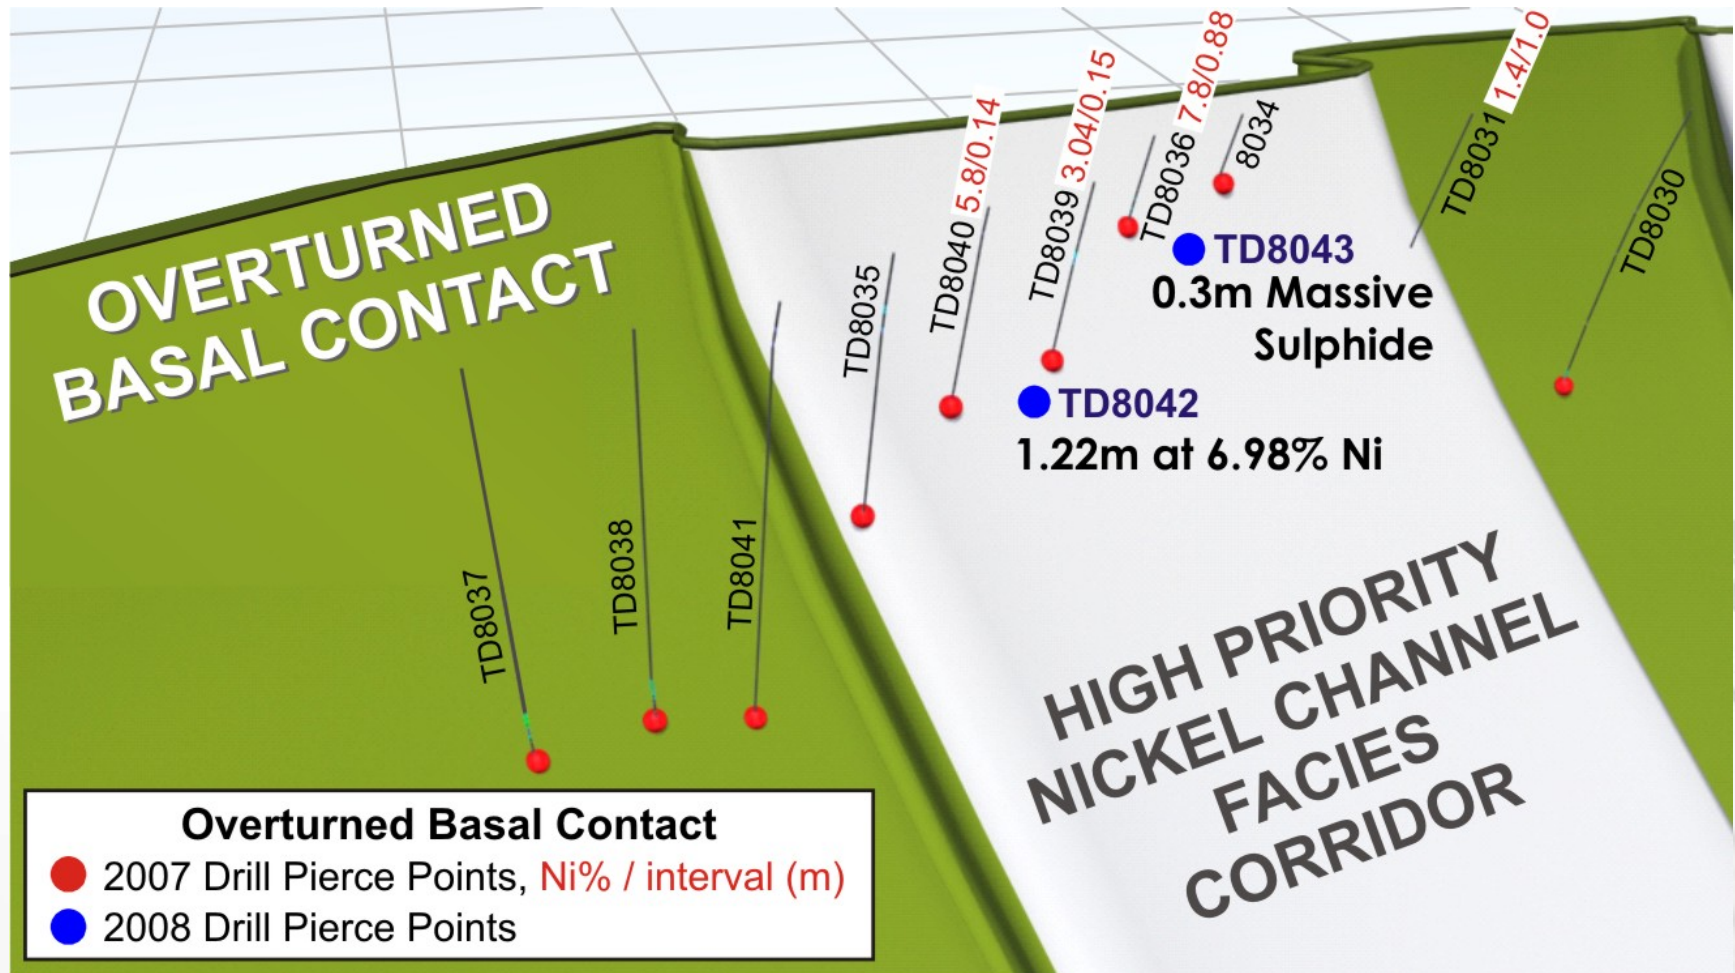 OVERTURNED
BASAL CONTACT
TD8037
TD8038
TD8041
TD8035
TD8040 5.8/0.14
TD8039 3.04/0.15
TD8036 7.8/0.88
8034
TD8031 1.4/1.0
TD8030
TD8043
0.3m Massive
Sulphide
TD8042
1.22m at 6.98% Ni
HIGH PRIORITY
NICKEL CHANNEL
FACIES
CORRIDOR
Overturned Basal Contact
2007 Drill Pierce Points, Ni% / interval (m)
2008 Drill Pierce Points